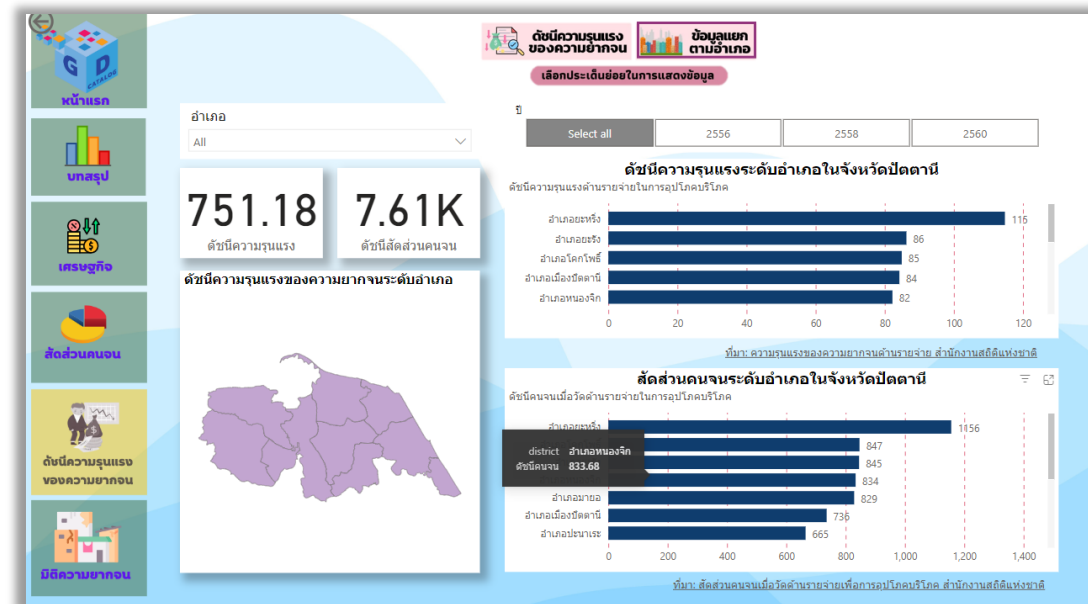 G D
CATALOG
หน้าแรก
บทสรุป
เศรษฐกิจ
สัดส่วนคนจน
ดัชนีความรุนแรง
ของความยากจน
มิติความยากจน
ดัชนีความรุนแรง
ของความยากจน
ข้อมูลแยก
ตามอำเภอ
เลือกประเด็นย่อยในการแสดงข้อมูล
อำเภอ
All
ปี
Select all 2556 2558 2560
751.18
ดัชนีความรุนแรง
7.61K
ดัชนีสัดส่วนคนจน
ดัชนีความรุนแรงของความยากจนระดับอำเภอ
ดัชนีความรุนแรงระดับอำเภอในจังหวัดปัตตานี
ดัชนีความรุนแรงด้านรายจ่ายในการอุปโภคบริโภค
อำเภอยะหริ่ง 115
อำเภอยะรัง 86
อำเภอโคกโพธิ์ 85
อำเภอเมืองปัตตานี 84
อำเภอหนองจิก 82
0 20 40 60 80 100 120
ที่มา: ความรุนแรงของความยากจนด้านรายจ่าย สำนักงานสถิติแห่งชาติ
สัดส่วนคนจนระดับอำเภอในจังหวัดปัตตานี
ดัชนีคนจนเมื่อวัดด้านรายจ่ายในการอุปโภคบริโภค
อำเภอยะหริ่ง 1156
847
845
834
district อำเภอหนองจิก
ดัชนีคนจน 833.68
อำเภอมายอ 829
อำเภอเมืองปัตตานี 736
อำเภอปะนาเระ 665
0 200 400 600 800 1,000 1,200 1,400
ที่มา: สัดส่วนคนจนเมื่อวัดด้านรายจ่ายเพื่อการอุปโภคบริโภค สำนักงานสถิติแห่งชาติ